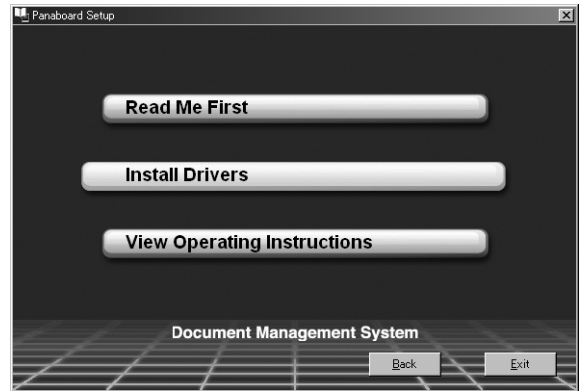 Panaboard Setup
Read Me First
Install Drivers
View Operating Instructions
Document Management System
Back Exit